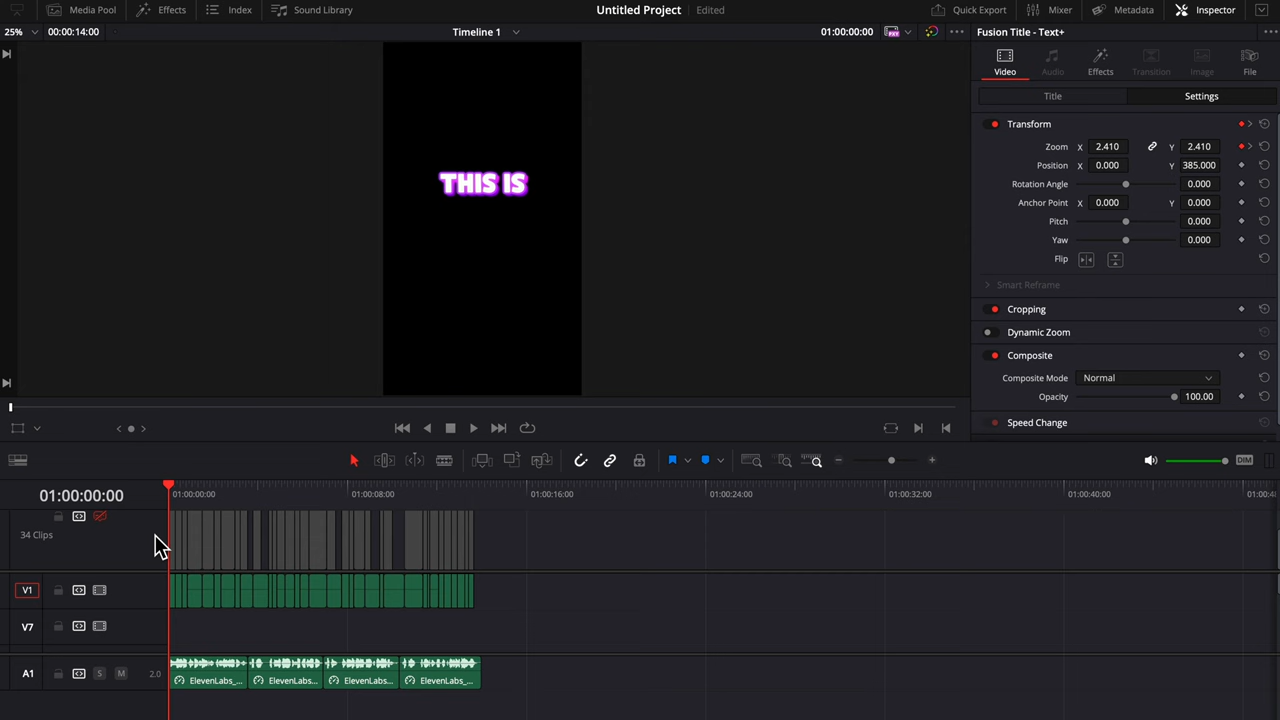 Media Pool Effects Index Sound Library Untitled Project Edited Quick Export Mixer Metadata Inspector
25% 00:00:14:00 Timeline 1 01:00:00:00 Fusion Title - Text+
Video Audio Effects Transition Image File
Title Settings
Transform
Zoom X 2.410 Y 2.410
Position X 0.000 Y 385.000
Rotation Angle 0.000
Anchor Point X 0.000 Y 0.000
Pitch 0.000
Yaw 0.000
Flip
Smart Reframe
Cropping
Dynamic Zoom
Composite
Composite Mode Normal
Opacity 100.00
Speed Change
THIS IS
DIM
01:00:00:00 01:00:00:00 01:00:08:00 01:00:16:00 01:00:24:00 01:00:32:00 01:00:40:00
34 Clips
V1
V7
A1 S M 2.0 ElevenLabs_... ElevenLabs... ElevenLabs... ElevenLabs_...